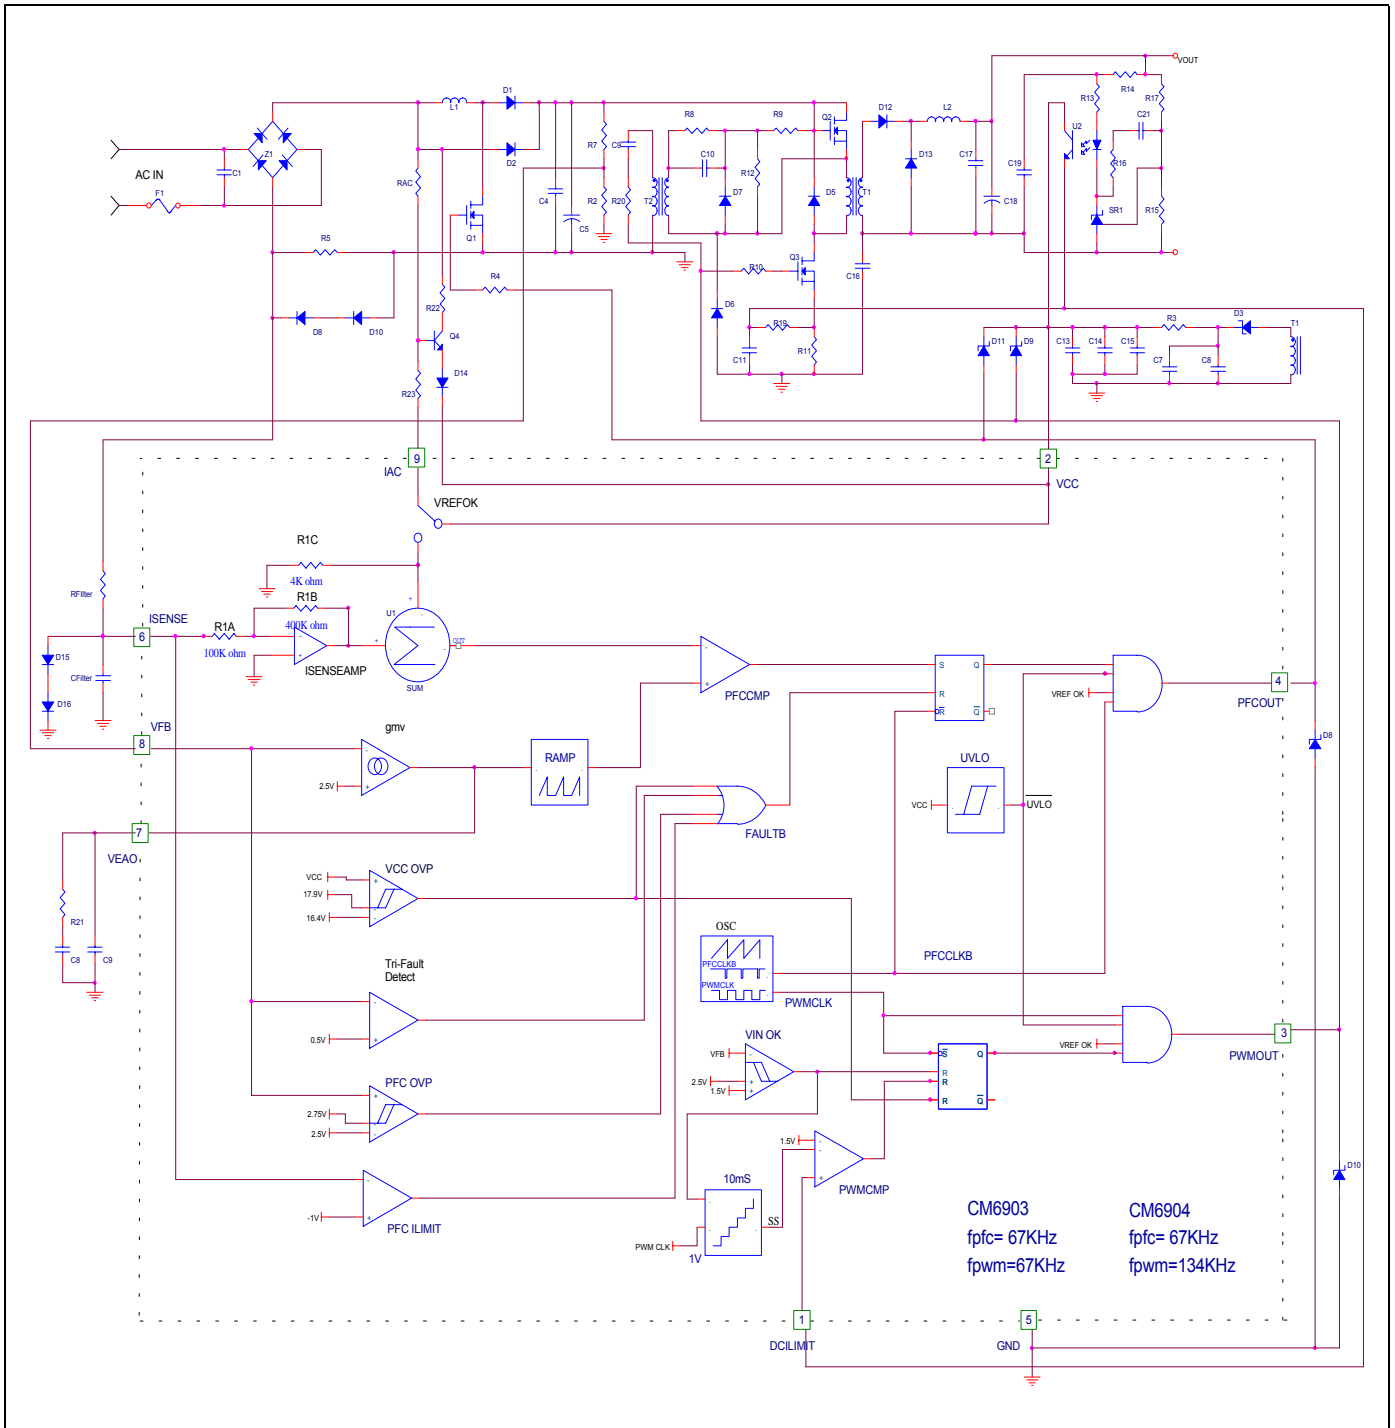 VOUT
D1
L1
D12
L2
R14
R13
R17
R8
R9
Q2
U2
C21
D2
R7
C9
C10
R12
D13
C17
C19
R16
AC IN
Z1
C1
RAC
F1
C4
R2
R20
T2
D7
D5
T1
C18
SR1
R15
C5
Q1
R5
R4
Q3
R10
C16
R22
D6
D8
D10
Q4
R19
R11
C11
D11
D9
C13
C14
C15
R3
C7
C8
D3
T1
D14
R23
9
IAC
2
VCC
VREFOK
R1C
4K ohm
R1B
400K ohm
RFilter
ISENSE
6
R1A
100K ohm
ISENSEAMP
U1
+
+
OUT
SUM
PFCCMP
S Q
R
R Q
VREF OK
4
PFCOUT
D15
CFilter
D16
VFB
8
gmv
2.5V
RAMP
UVLO
VCC
UVLO
D8
FAULTB
7
VEAO
VCC OVP
VCC
17.9V
16.4V
R21
C8
C9
OSC
PFCCLKB
PWMCLK
PFCCLKB
PWMCLK
Tri-Fault
Detect
0.5V
VIN OK
VFB
2.5V
1.5V
S Q
R
R
R Q
VREF OK
3
PWMOUT
PFC OVP
2.75V
2.5V
1.5V
PWMCMP
D10
PFC ILIMIT
-1V
10mS
SS
PWM CLK
1V
CM6903
fpfc= 67KHz
fpwm=67KHz
CM6904
fpfc= 67KHz
fpwm=134KHz
1
DCILIMIT
5
GND